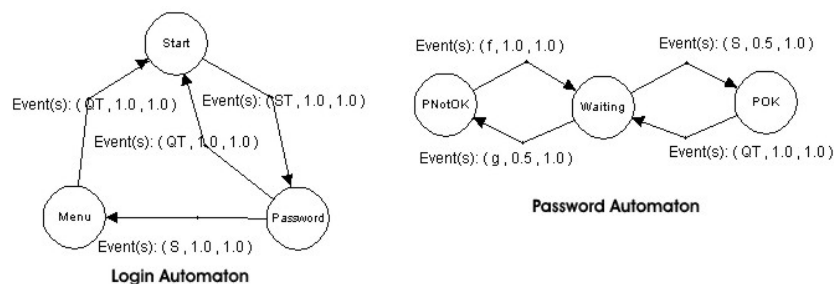 Start
Event(s): (QT, 1.0, 1.0)
Event(s): (ST, 1.0, 1.0)
Event(s): (QT, 1.0, 1.0)
Menu
Password
Event(s): (S, 1.0, 1.0)
Login Automaton
Event(s): (f, 1.0, 1.0)
Event(s): (S, 0.5, 1.0)
PNotOK
Waiting
POK
Event(s): (g, 0.5, 1.0)
Event(s): (QT, 1.0, 1.0)
Password Automaton